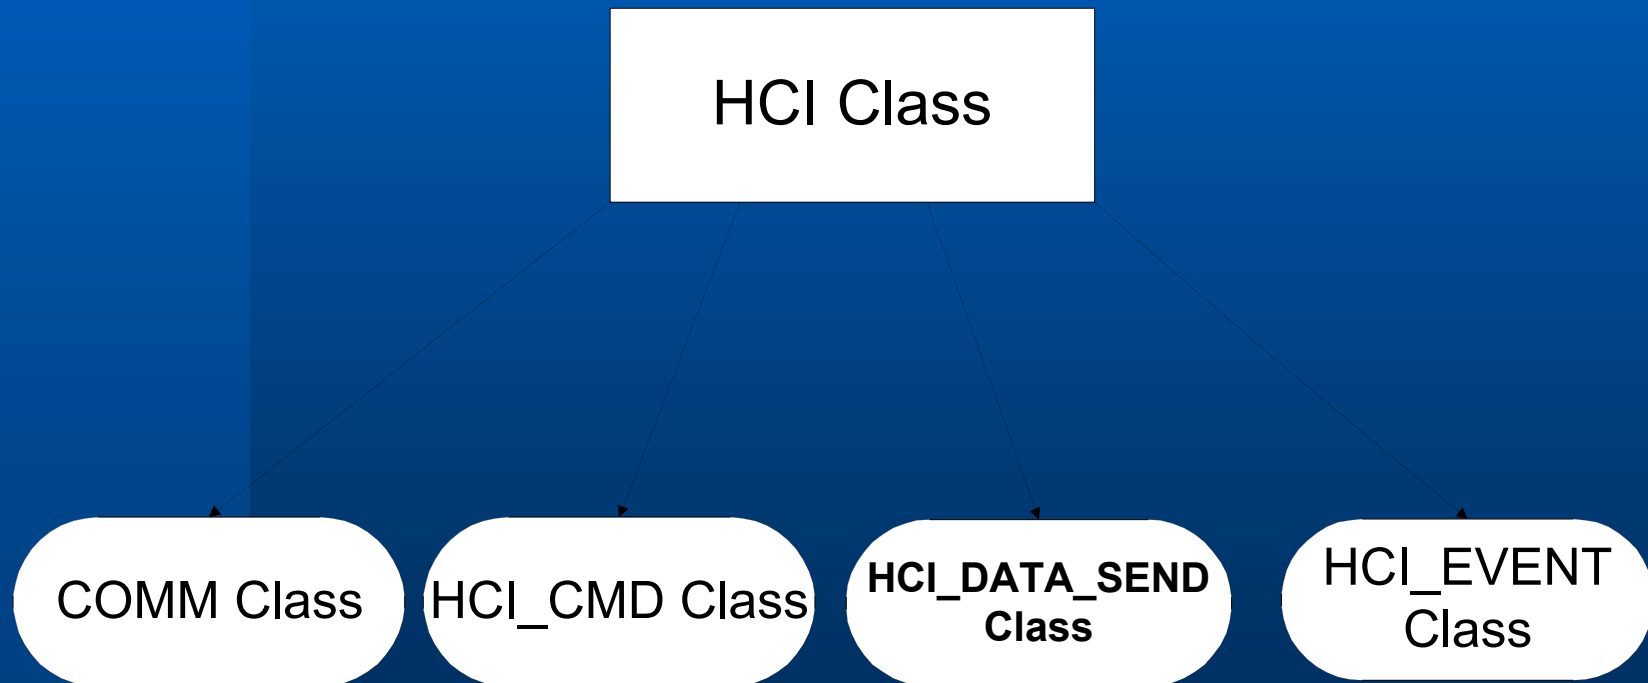 HCI Class
COMM Class
HCI_CMD Class
HCI_DATA_SEND
Class
HCI_EVENT
Class